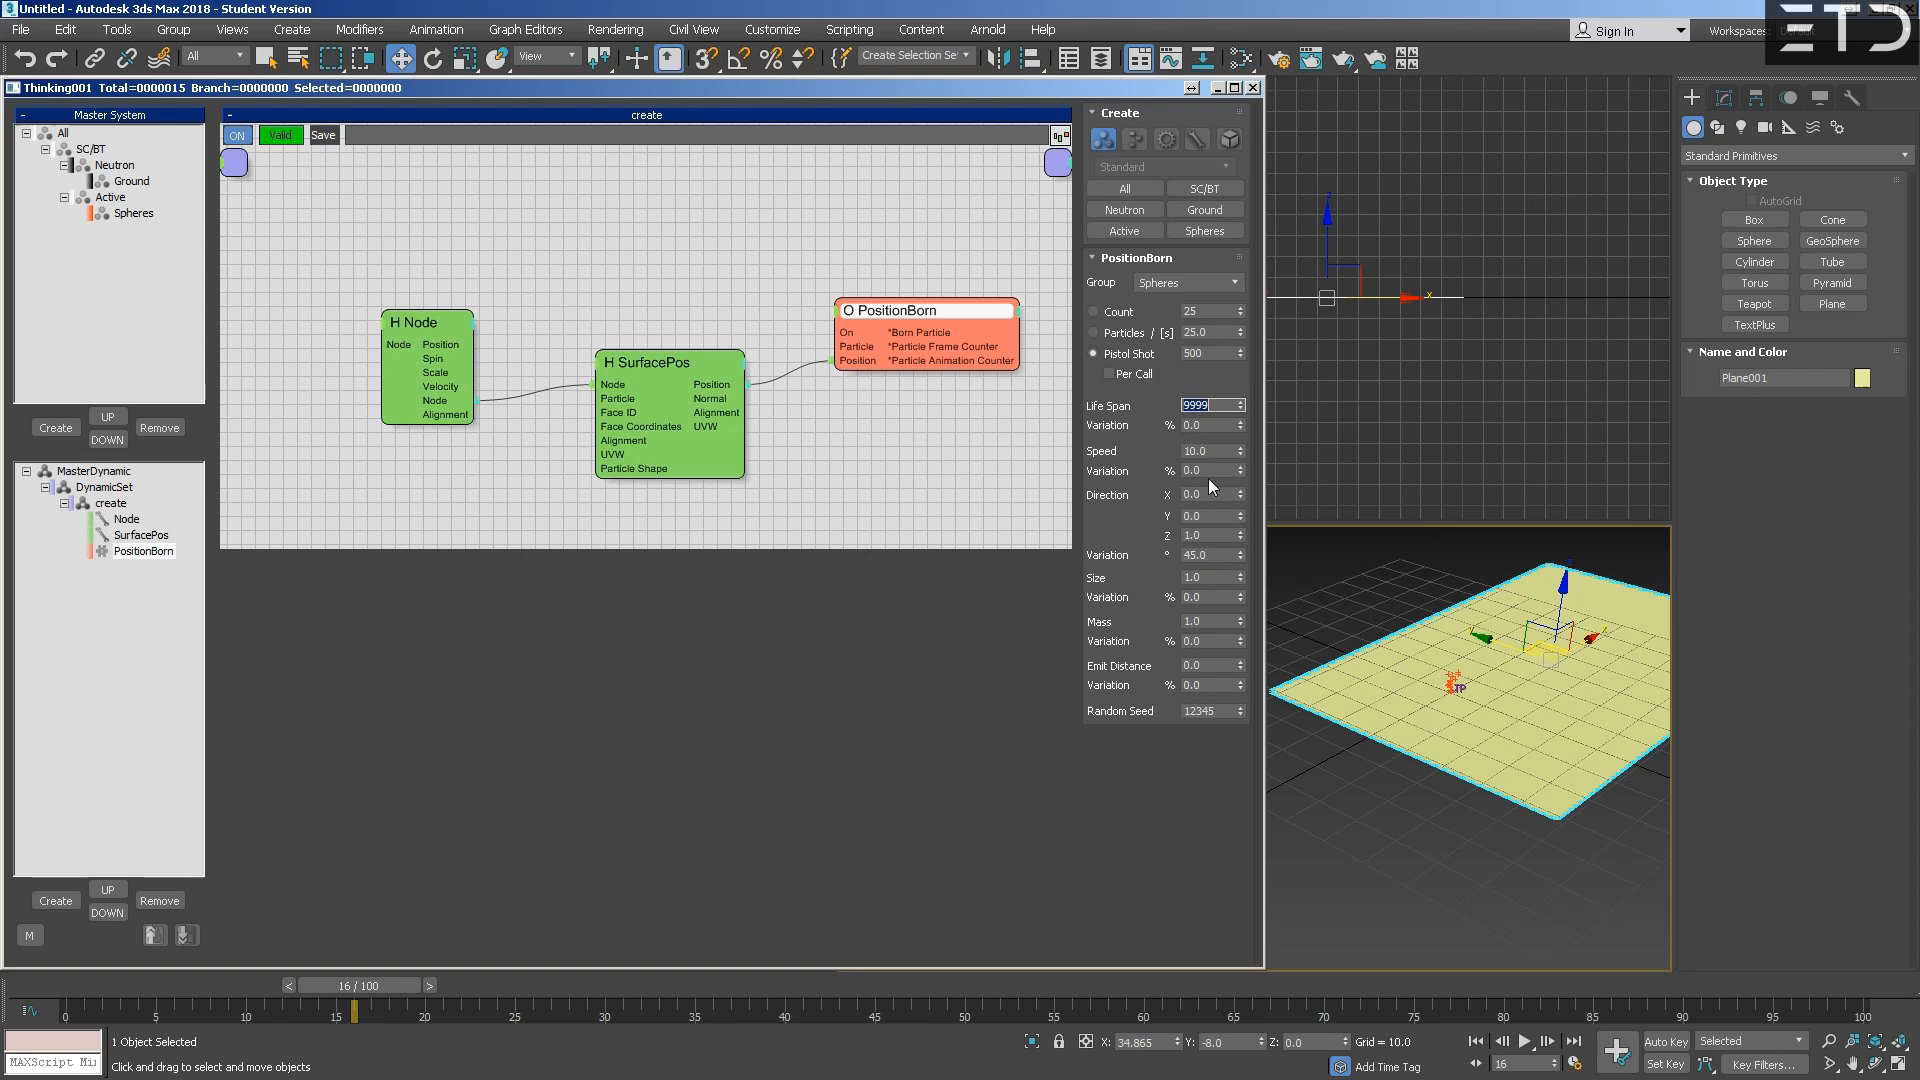 Untitled - Autodesk 3ds Max 2018 - Student Version
ETD
File Edit Tools Group Views Create Modifiers Animation Graph Editors Rendering Civil View Customize Scripting Content Arnold Help
Sign In
Workspaces:
All
View
Create Selection Se
Thinking001 Total=0000015 Branch=0000000 Selected=0000000
Master System
create
Create
All
SC/BT
Neutron
Ground
Active
Spheres
Create
UP
DOWN
Remove
MasterDynamic
DynamicSet
create
Node
SurfacePos
PositionBorn
Create
UP
DOWN
Remove
M
ON Valid Save
H Node
Node Position
Spin
Scale
Velocity
Node
Alignment
H SurfacePos
Node Position
Particle Normal
Face ID Alignment
Face Coordinates UVW
Alignment
UVW
Particle Shape
O PositionBorn
On *Born Particle
Particle *Particle Frame Counter
Position *Particle Animation Counter
Standard
All SC/BT
Neutron Ground
Active Spheres
PositionBorn
Group Spheres
Count 25
Particles / [s] 25.0
Pistol Shot 500
Per Call
Life Span 9999
Variation % 0.0
Speed 10.0
Variation % 0.0
Direction X 0.0
Y 0.0
Z 1.0
Variation ° 45.0
Size 1.0
Variation % 0.0
Mass 1.0
Variation % 0.0
Emit Distance 0.0
Variation % 0.0
Random Seed 12345
x
TP
Standard Primitives
Object Type
AutoGrid
Box Cone
Sphere GeoSphere
Cylinder Tube
Torus Pyramid
Teapot Plane
TextPlus
Name and Color
Plane001
< 16 / 100 >
0 5 10 15 20 25 30 35 40 45 50 55 60 65 70 75 80 85 90 95 100
1 Object Selected
MAXScript Mi
Click and drag to select and move objects
X: 34.865 Y: -8.0 Z: 0.0 Grid = 10.0
Add Time Tag
16
Auto Key Selected
Set Key Key Filters...